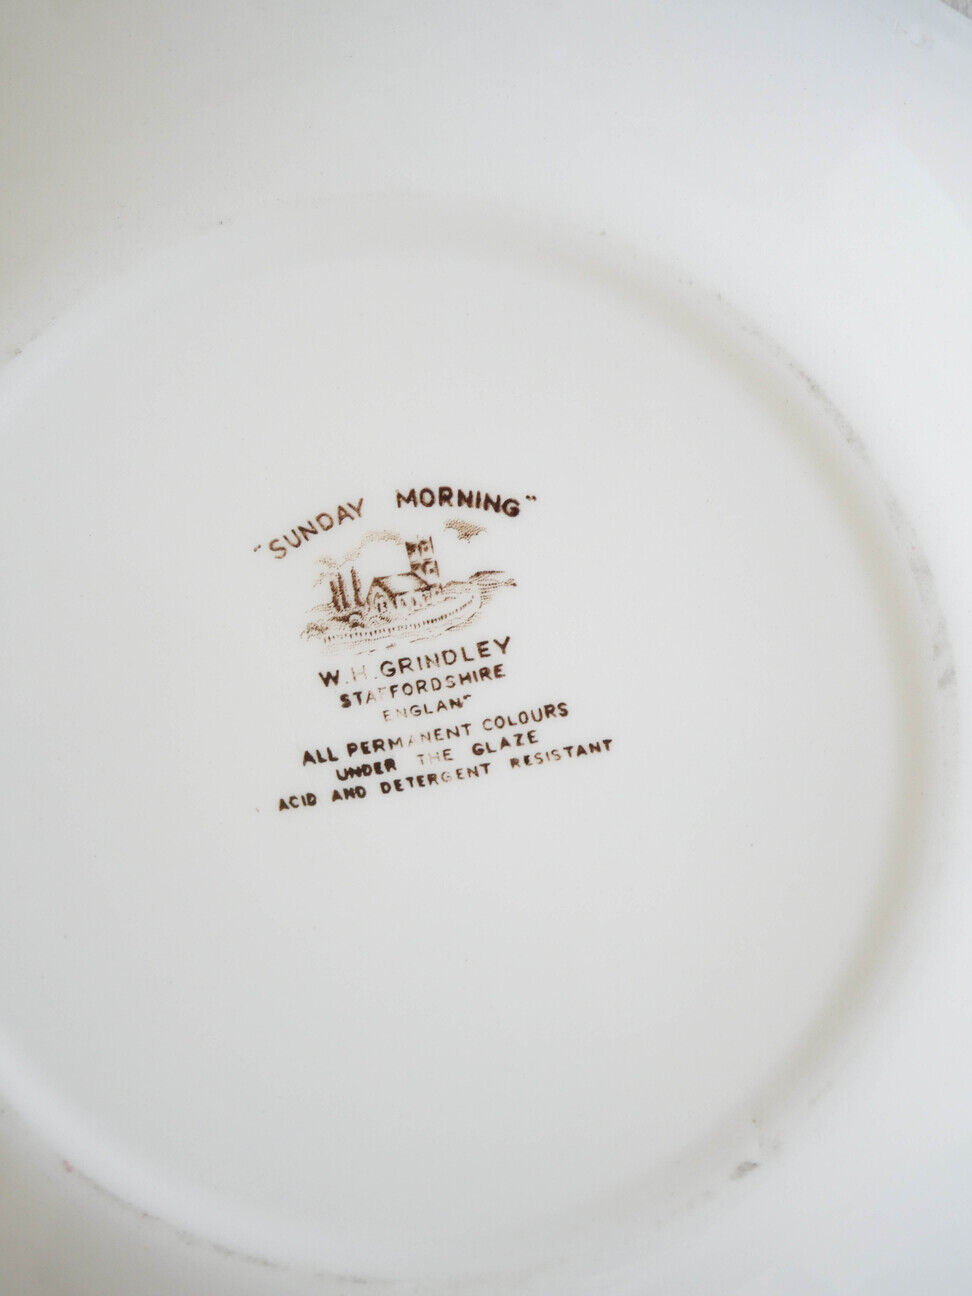 "SUNDAY MORNING"
W.H.GRINDLEY
STAFFORDSHIRE
ENGLAND
ALL PERMANENT COLOURS
UNDER THE GLAZE
ACID AND DETERGENT RESISTANT